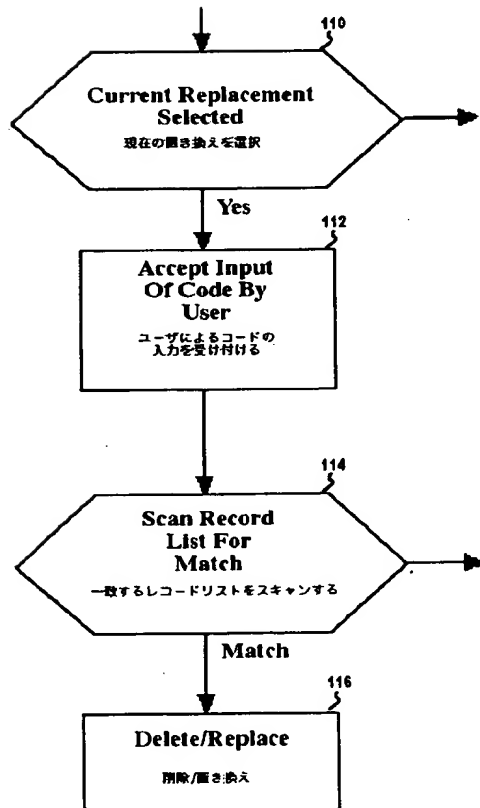 110
Current Replacement
Selected
現在の置き換えを選択
Yes
112
Accept Input
Of Code By
User
ユーザによるコードの
入力を受け付ける
114
Scan Record
List For
Match
一致するレコードリストをスキャンする
Match
116
Delete/Replace
削除/置き換え